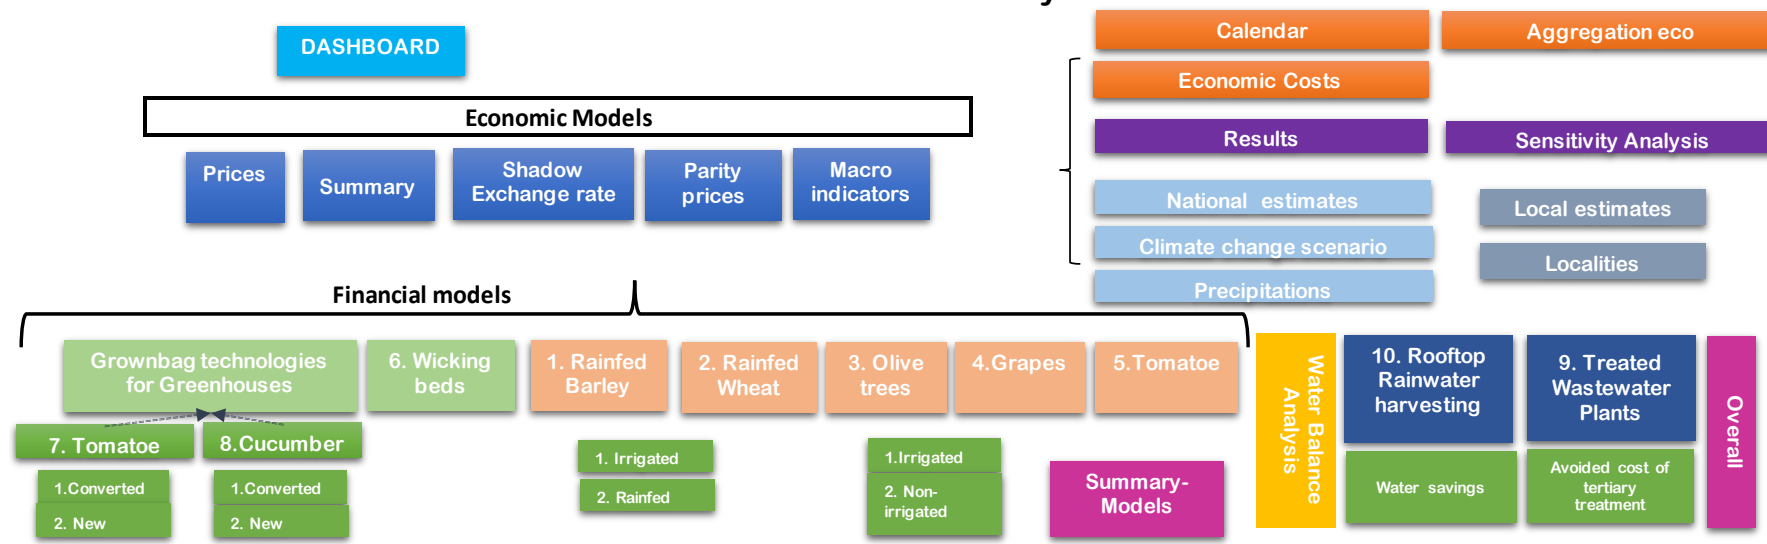 DASHBOARD
Economic Models
Prices
Summary
Shadow
Exchange rate
Parity
prices
Macro
indicators
Calendar
Aggregation eco
Economic Costs
Results
Sensitivity Analysis
National estimates
Local estimates
Climate change scenario
Localities
Precipitations
Financial models
Grownbag technologies
for Greenhouses
6. Wicking
beds
1. Rainfed
Barley
2. Rainfed
Wheat
3. Olive
trees
4.Grapes
5.Tomatoe
7. Tomatoe
8.Cucumber
1.Converted
2. New
1.Converted
2. New
1. Irrigated
2. Rainfed
1.Irrigated
2. Non-
irrigated
Summary-
Models
Water Balance
Analysis
10. Rooftop
Rainwater
harvesting
Water savings
9. Treated
Wastewater
Plants
Avoided cost of
tertiary
treatment
Overall